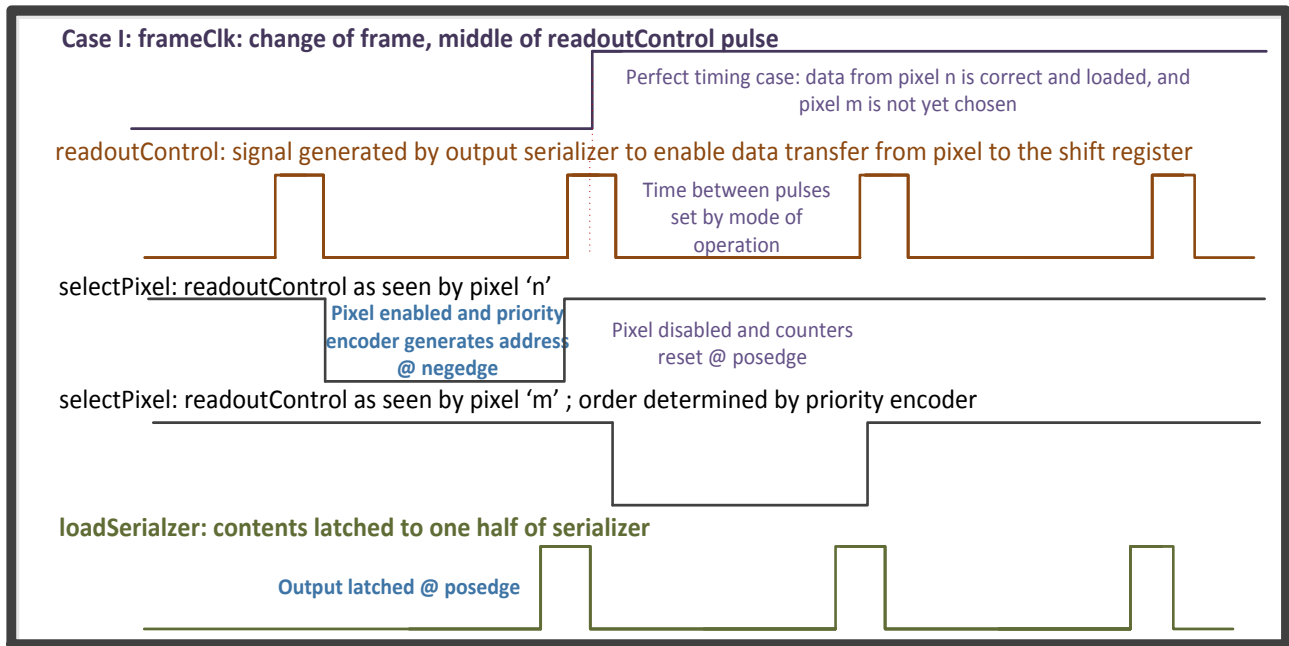 Case I: frameClk: change of frame, middle of readoutControl pulse
Perfect timing case: data from pixel n is correct and loaded, and
pixel m is not yet chosen
readoutControl: signal generated by output serializer to enable data transfer from pixel to the shift register
Time between pulses
set by mode of
operation
selectPixel: readoutControl as seen by pixel ‘n’
Pixel enabled and priority
encoder generates address
@ negedge
Pixel disabled and counters
reset @ posedge
selectPixel: readoutControl as seen by pixel ‘m’ ; order determined by priority encoder
loadSerialzer: contents latched to one half of serializer
Output latched @ posedge